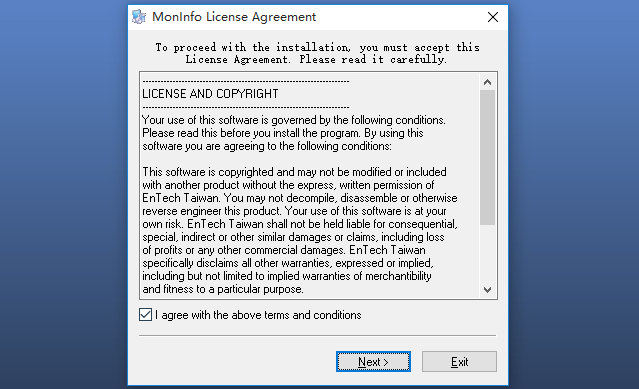 MonInfo License Agreement
To proceed with the installation, you must accept this
License Agreement. Please read it carefully.
----------------------------------------------------------------------
LICENSE AND COPYRIGHT
----------------------------------------------------------------------
Your use of this software is governed by the following conditions.
Please read this before you install the program. By using this
software you are agreeing to the following conditions:
This software is copyrighted and may not be modified or included
with another product without the express, written permission of
EnTech Taiwan. You may not decompile, disassemble or otherwise
reverse engineer this product. Your use of this software is at your
own risk. EnTech Taiwan shall not be held liable for consequential,
special, indirect or other similar damages or claims, including loss
of profits or any other commercial damages. EnTech Taiwan
specifically disclaims all other warranties, expressed or implied,
including but not limited to implied warranties of merchantibility
and fitness to a particular purpose.
I agree with the above terms and conditions
Next >
Exit